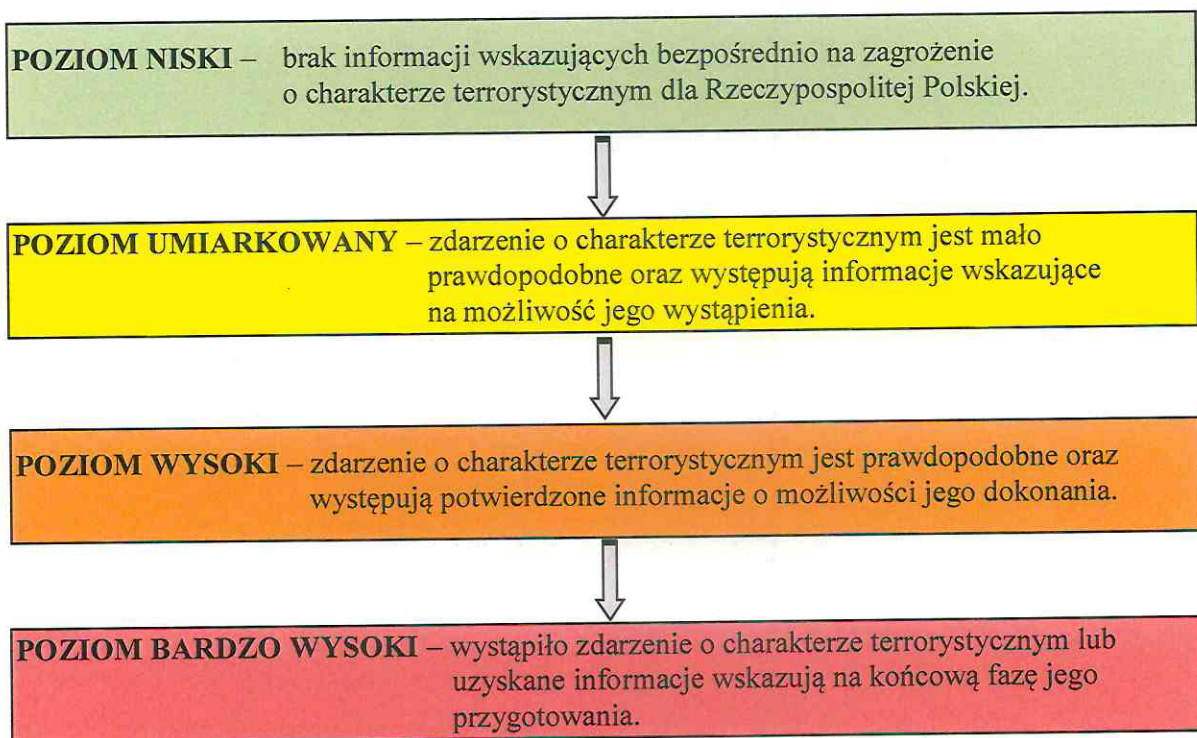 POZIOM NISKI – brak informacji wskazujących bezpośrednio na zagrożenie
o charakterze terrorystycznym dla Rzeczypospolitej Polskiej.
POZIOM UMIARKOWANY – zdarzenie o charakterze terrorystycznym jest mało
prawdopodobne oraz występują informacje wskazujące
na możliwość jego wystąpienia.
POZIOM WYSOKI – zdarzenie o charakterze terrorystycznym jest prawdopodobne oraz
występują potwierdzone informacje o możliwości jego dokonania.
POZIOM BARDZO WYSOKI – wystąpiło zdarzenie o charakterze terrorystycznym lub
uzyskane informacje wskazują na końcową fazę jego
przygotowania.